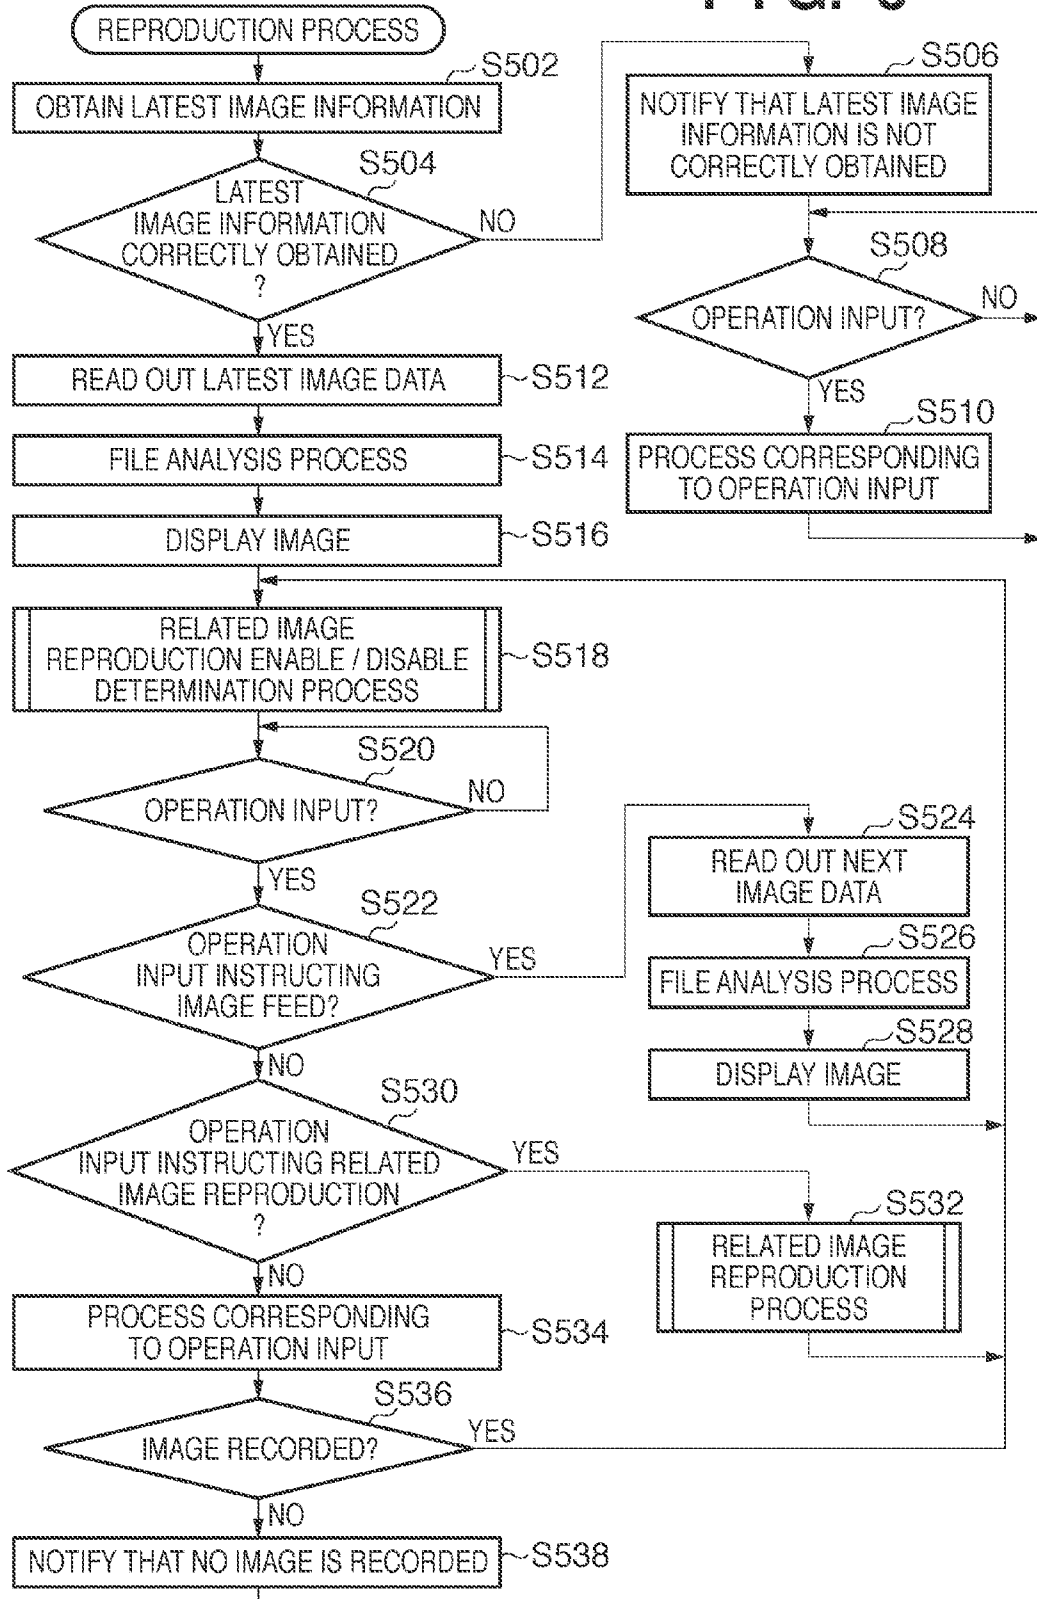 REPRODUCTION PROCESS
S502
OBTAIN LATEST IMAGE INFORMATION
S504
LATEST
IMAGE INFORMATION
CORRECTLY OBTAINED
?
NO
YES
S506
NOTIFY THAT LATEST IMAGE
INFORMATION IS NOT
CORRECTLY OBTAINED
S508
OPERATION INPUT?
NO
YES
S510
PROCESS CORRESPONDING
TO OPERATION INPUT
READ OUT LATEST IMAGE DATA
S512
FILE ANALYSIS PROCESS
S514
DISPLAY IMAGE
S516
RELATED IMAGE
REPRODUCTION ENABLE / DISABLE
DETERMINATION PROCESS
S518
S520
OPERATION INPUT?
NO
YES
S522
OPERATION
INPUT INSTRUCTING
IMAGE FEED?
YES
NO
S524
READ OUT NEXT
IMAGE DATA
S526
FILE ANALYSIS PROCESS
S528
DISPLAY IMAGE
S530
OPERATION
INPUT INSTRUCTING RELATED
IMAGE REPRODUCTION
?
YES
NO
S532
RELATED IMAGE
REPRODUCTION
PROCESS
PROCESS CORRESPONDING
TO OPERATION INPUT
S534
S536
IMAGE RECORDED?
YES
NO
NOTIFY THAT NO IMAGE IS RECORDED
S538